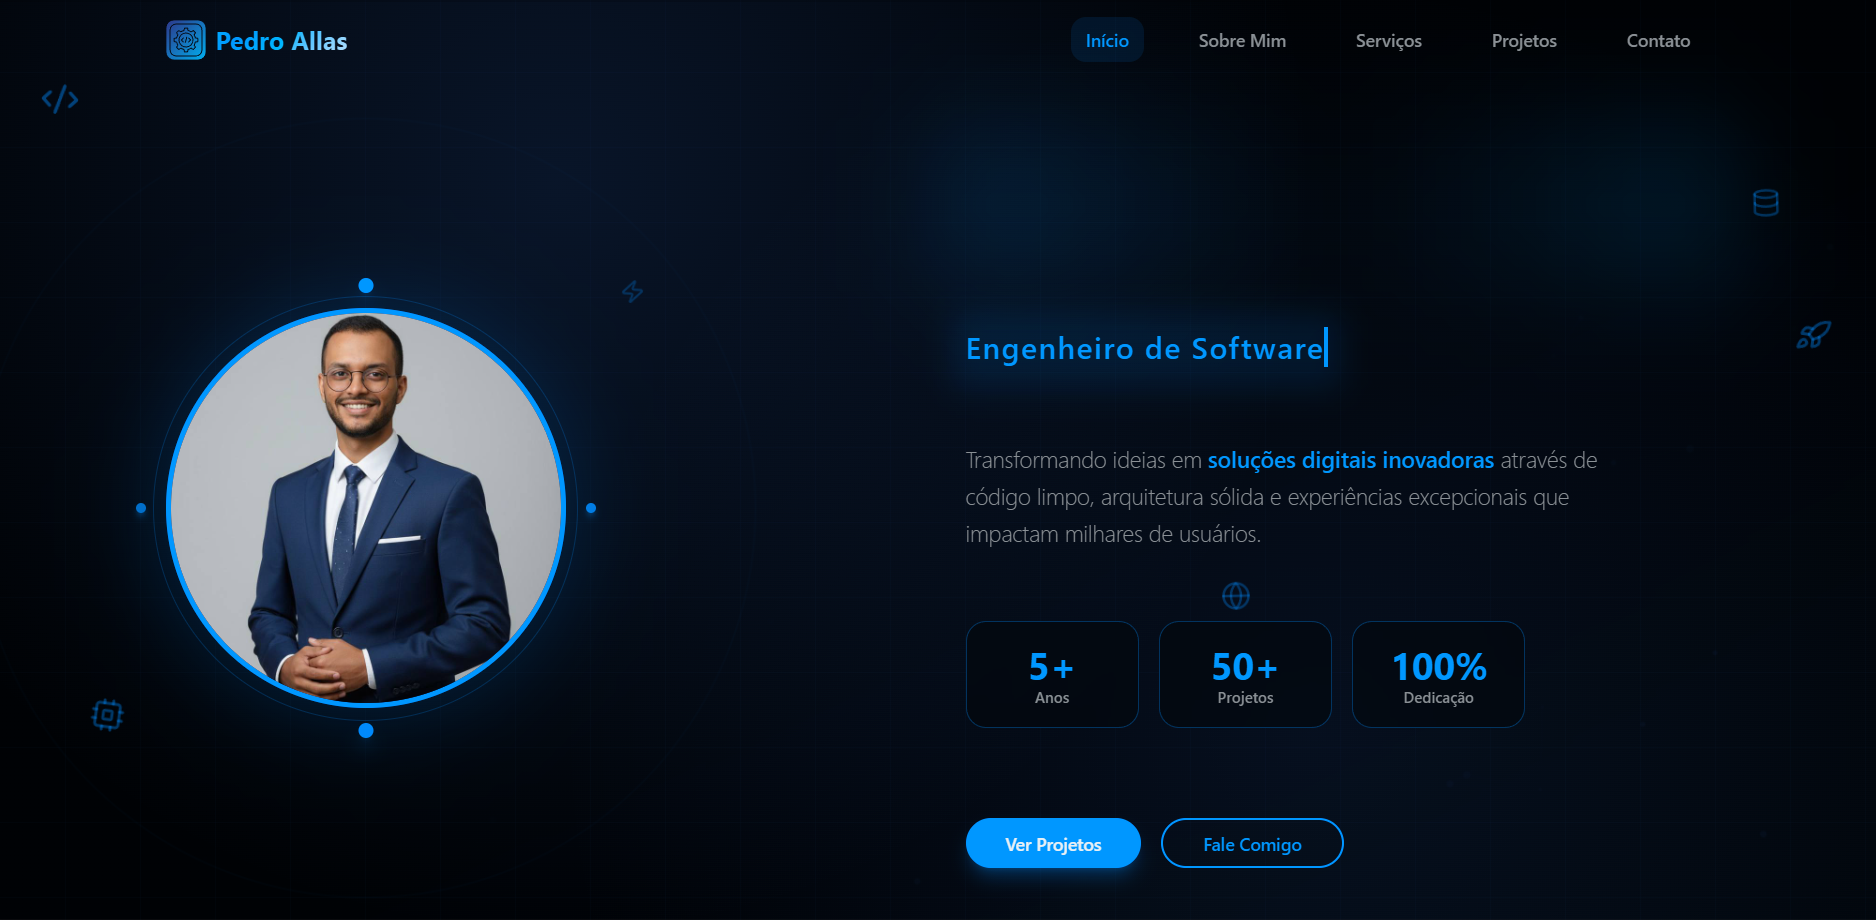 Pedro Allas
Início
Sobre Mim
Serviços
Projetos
Contato
Engenheiro de Software
Transformando ideias em soluções digitais inovadoras através de
código limpo, arquitetura sólida e experiências excepcionais que
impactam milhares de usuários.
5+
Anos
50+
Projetos
100%
Dedicação
Ver Projetos
Fale Comigo